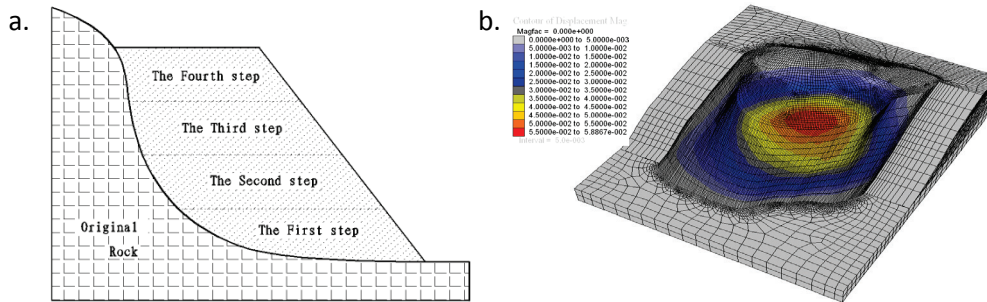 a.
The Fourth step
The Third step
The Second step
The First step
Original
Rock
b.
Contour of Displacement Mag
Magfac = 0.000e+000
0.0000e+000 to 5.0000e-003
5.0000e-003 to 1.0000e-002
1.0000e-002 to 1.5000e-002
1.5000e-002 to 2.0000e-002
2.0000e-002 to 2.5000e-002
2.5000e-002 to 3.0000e-002
3.0000e-002 to 3.5000e-002
3.5000e-002 to 4.0000e-002
4.0000e-002 to 4.5000e-002
4.5000e-002 to 5.0000e-002
5.0000e-002 to 5.5000e-002
5.5000e-002 to 5.8867e-002
Interval = 5.0e-003